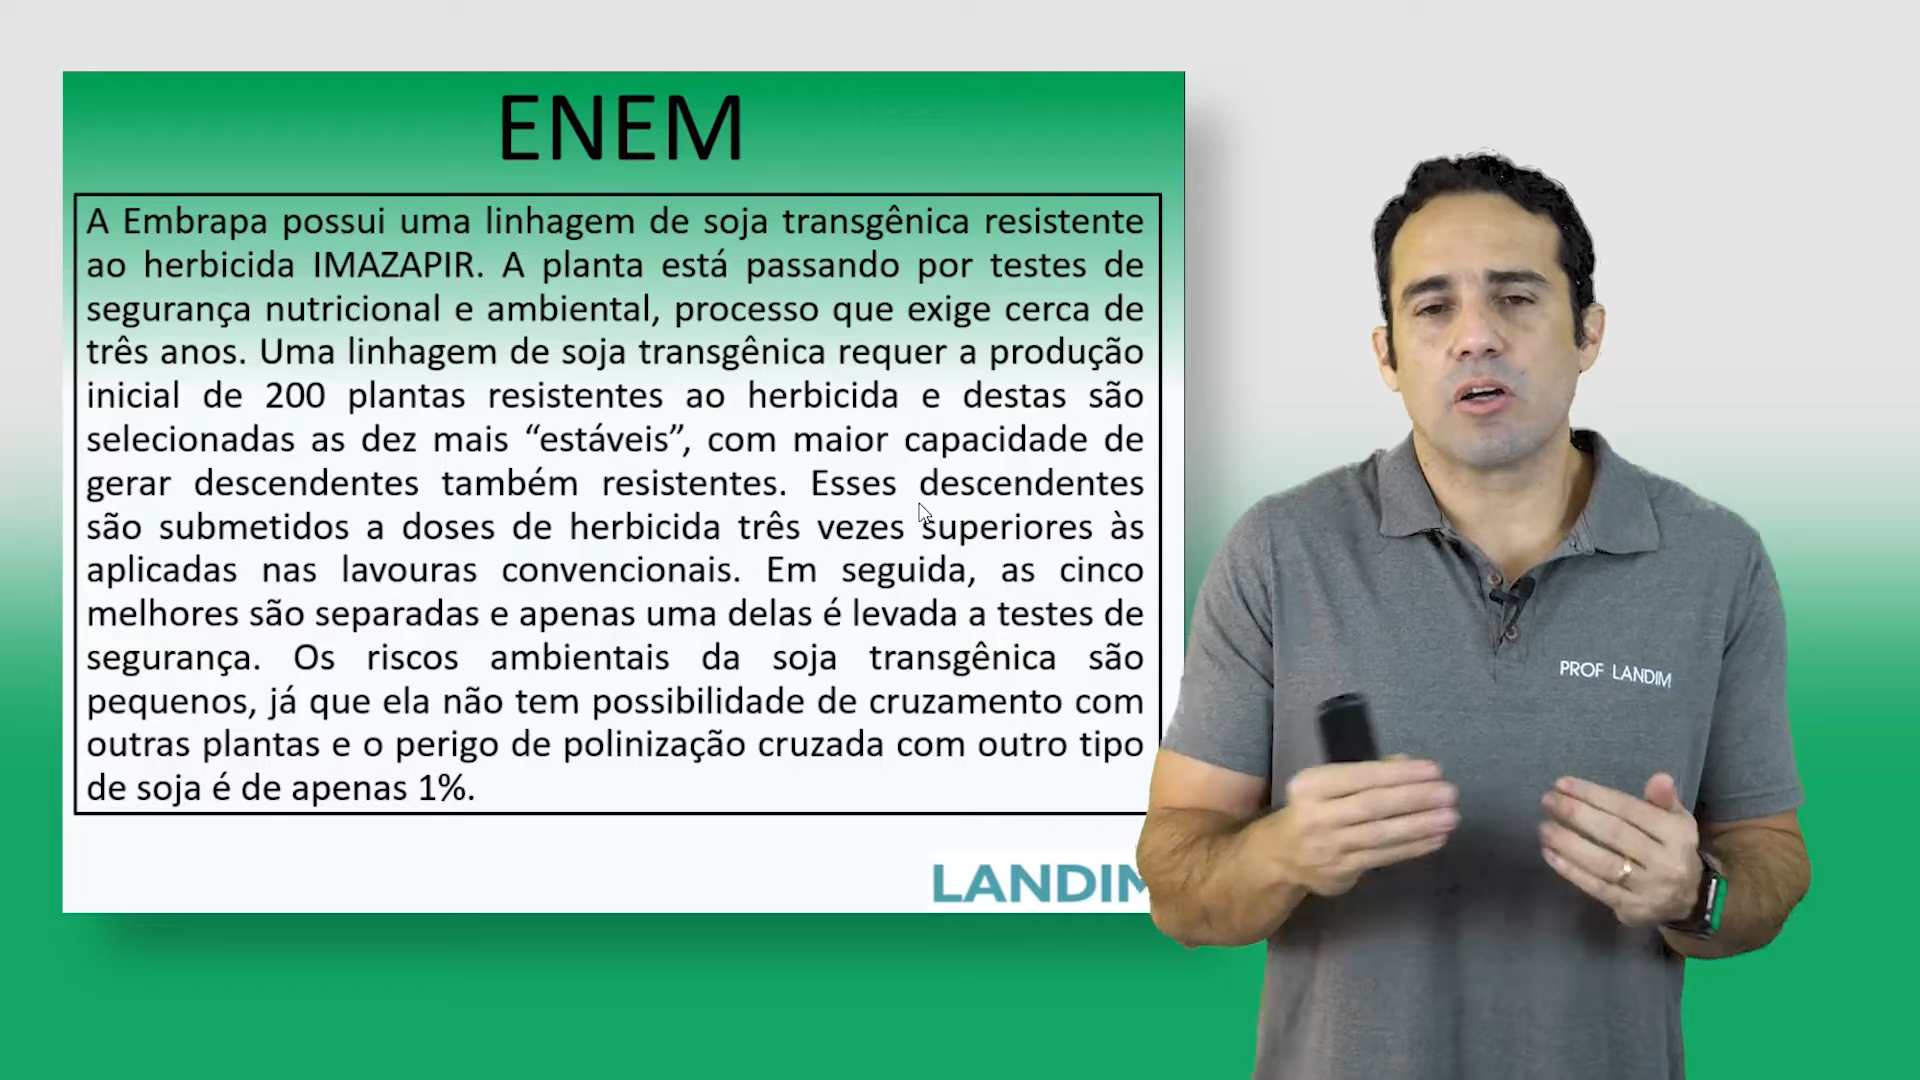 ENEM
A Embrapa possui uma linhagem de soja transgênica resistente
ao herbicida IMAZAPIR. A planta está passando por testes de
segurança nutricional e ambiental, processo que exige cerca de
três anos. Uma linhagem de soja transgênica requer a produção
inicial de 200 plantas resistentes ao herbicida e destas são
selecionadas as dez mais “estáveis”, com maior capacidade de
gerar descendentes também resistentes. Esses descendentes
são submetidos a doses de herbicida três vezes superiores às
aplicadas nas lavouras convencionais. Em seguida, as cinco
melhores são separadas e apenas uma delas é levada a testes de
segurança. Os riscos ambientais da soja transgênica são
pequenos, já que ela não tem possibilidade de cruzamento com
outras plantas e o perigo de polinização cruzada com outro tipo
de soja é de apenas 1%.
LANDIM
PROF LANDIM